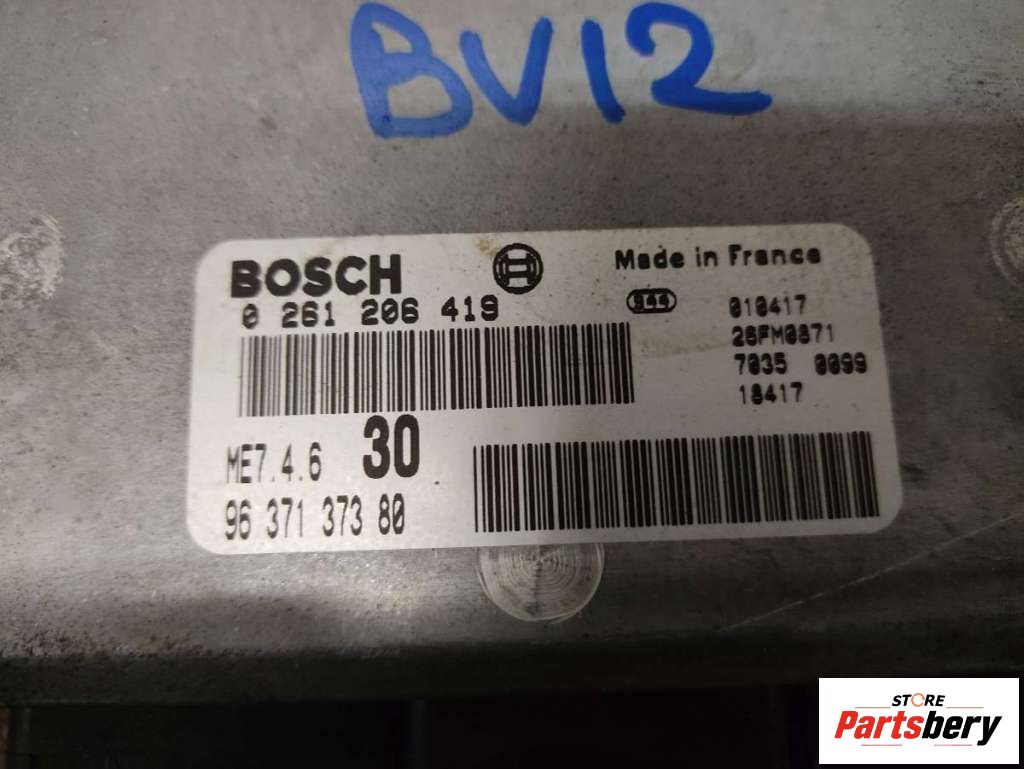 BV12
BOSCH
Made in France
0 261 206 419
944
010417
26FM0871
7035 0099
18417
ME7.4.6 30
96 371 373 80
STORE
Partsbery